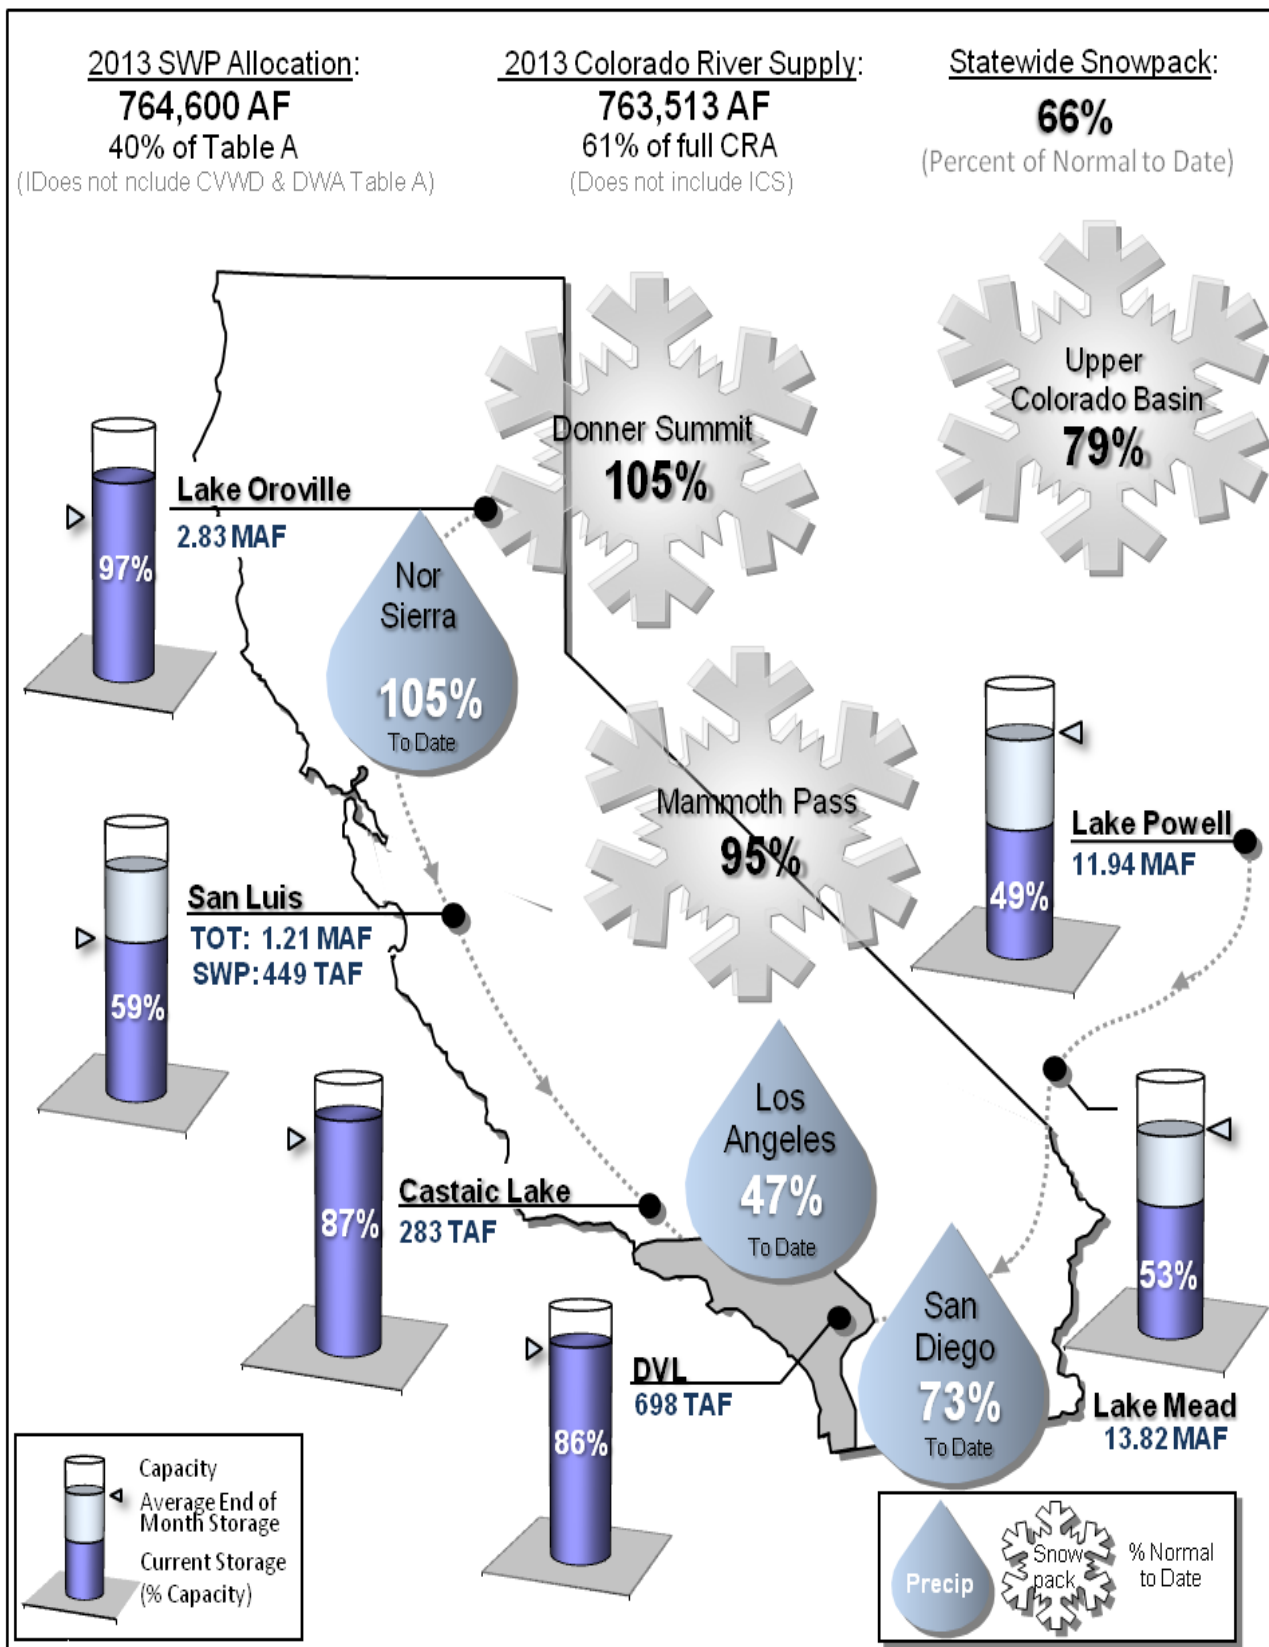 2013 SWP Allocation:
764,600 AF
40% of Table A
(IDoes not nclude CVWD & DWA Table A)
2013 Colorado River Supply:
763,513 AF
61% of full CRA
(Does not include ICS)
Statewide Snowpack:
66%
(Percent of Normal to Date)
Upper
Colorado Basin
79%
Donner Summit
105%
Lake Oroville
2.83 MAF
97%
Nor
Sierra
105%
To Date
Mammoth Pass
95%
Lake Powell
11.94 MAF
49%
San Luis
TOT: 1.21 MAF
SWP: 449 TAF
59%
Los
Angeles
47%
To Date
Castaic Lake
283 TAF
87%
53%
San
Diego
73%
To Date
DVL
698 TAF
86%
Lake Mead
13.82 MAF
Capacity
Average End of
Month Storage
Current Storage
(% Capacity)
Precip
Snow
pack
% Normal
to Date